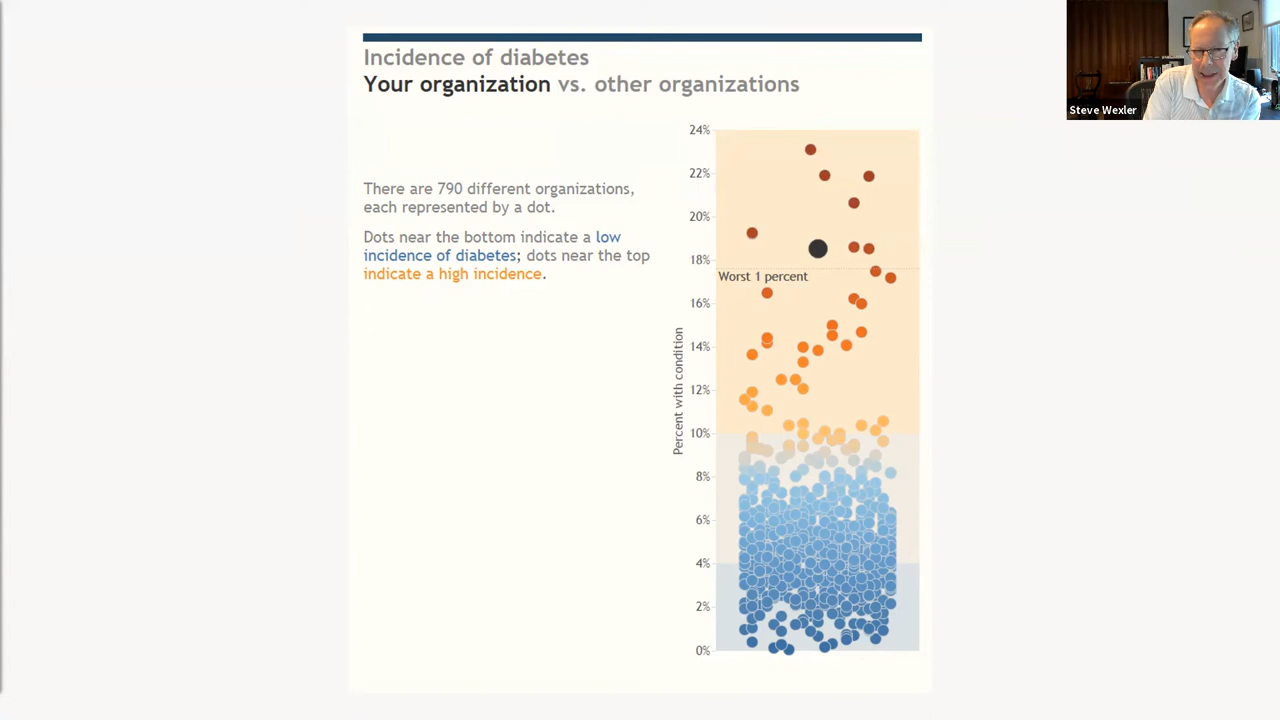 Incidence of diabetes
Your organization vs. other organizations
There are 790 different organizations,
each represented by a dot.
Dots near the bottom indicate a low
incidence of diabetes; dots near the top
indicate a high incidence.
Percent with condition
24%
22%
20%
18%
Worst 1 percent
16%
14%
12%
10%
8%
6%
4%
2%
0%
Steve Wexler